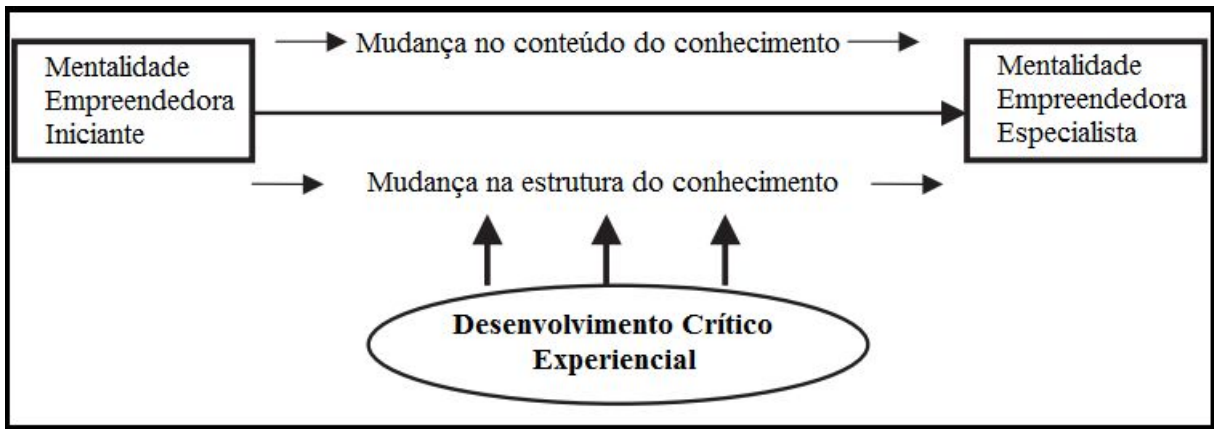 Mudança no conteúdo do conhecimento
Mentalidade
Empreendedora
Iniciante
Mentalidade
Empreendedora
Especialista
Mudança na estrutura do conhecimento
Desenvolvimento Crítico
Experiencial